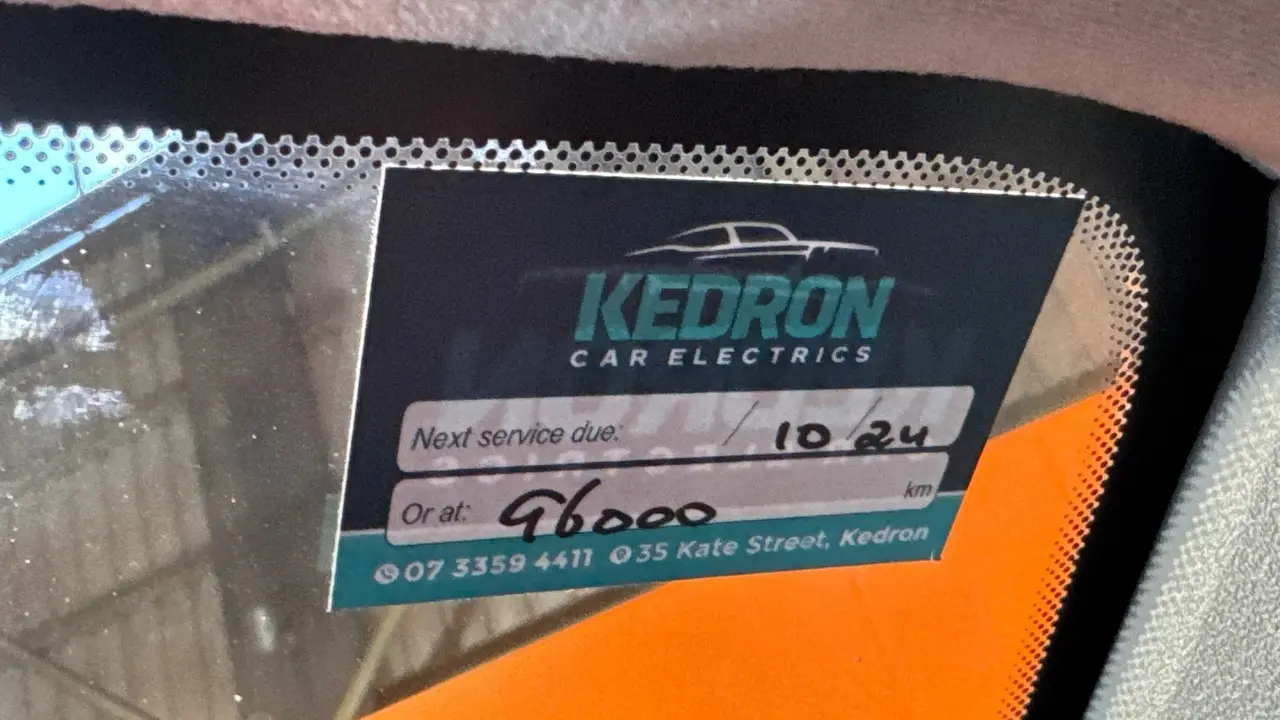 KEDRON
CAR ELECTRICS
Next service due: / 10 / 24
Or at: 96000 km
07 3359 4411 35 Kate Street, Kedron